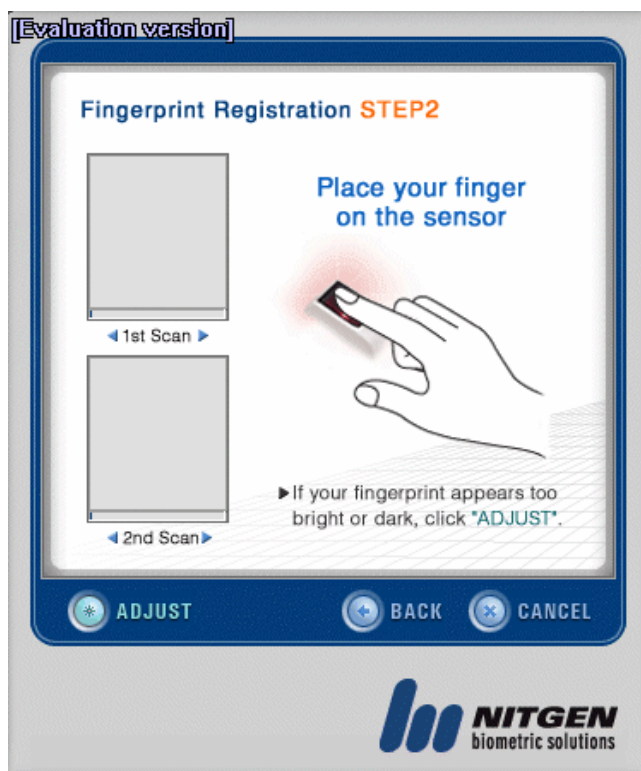 [Evaluation version]
Fingerprint Registration STEP2
Place your finger
on the sensor
1st Scan
2nd Scan
If your fingerprint appears too
bright or dark, click "ADJUST".
ADJUST
BACK
CANCEL
NITGEN
biometric solutions